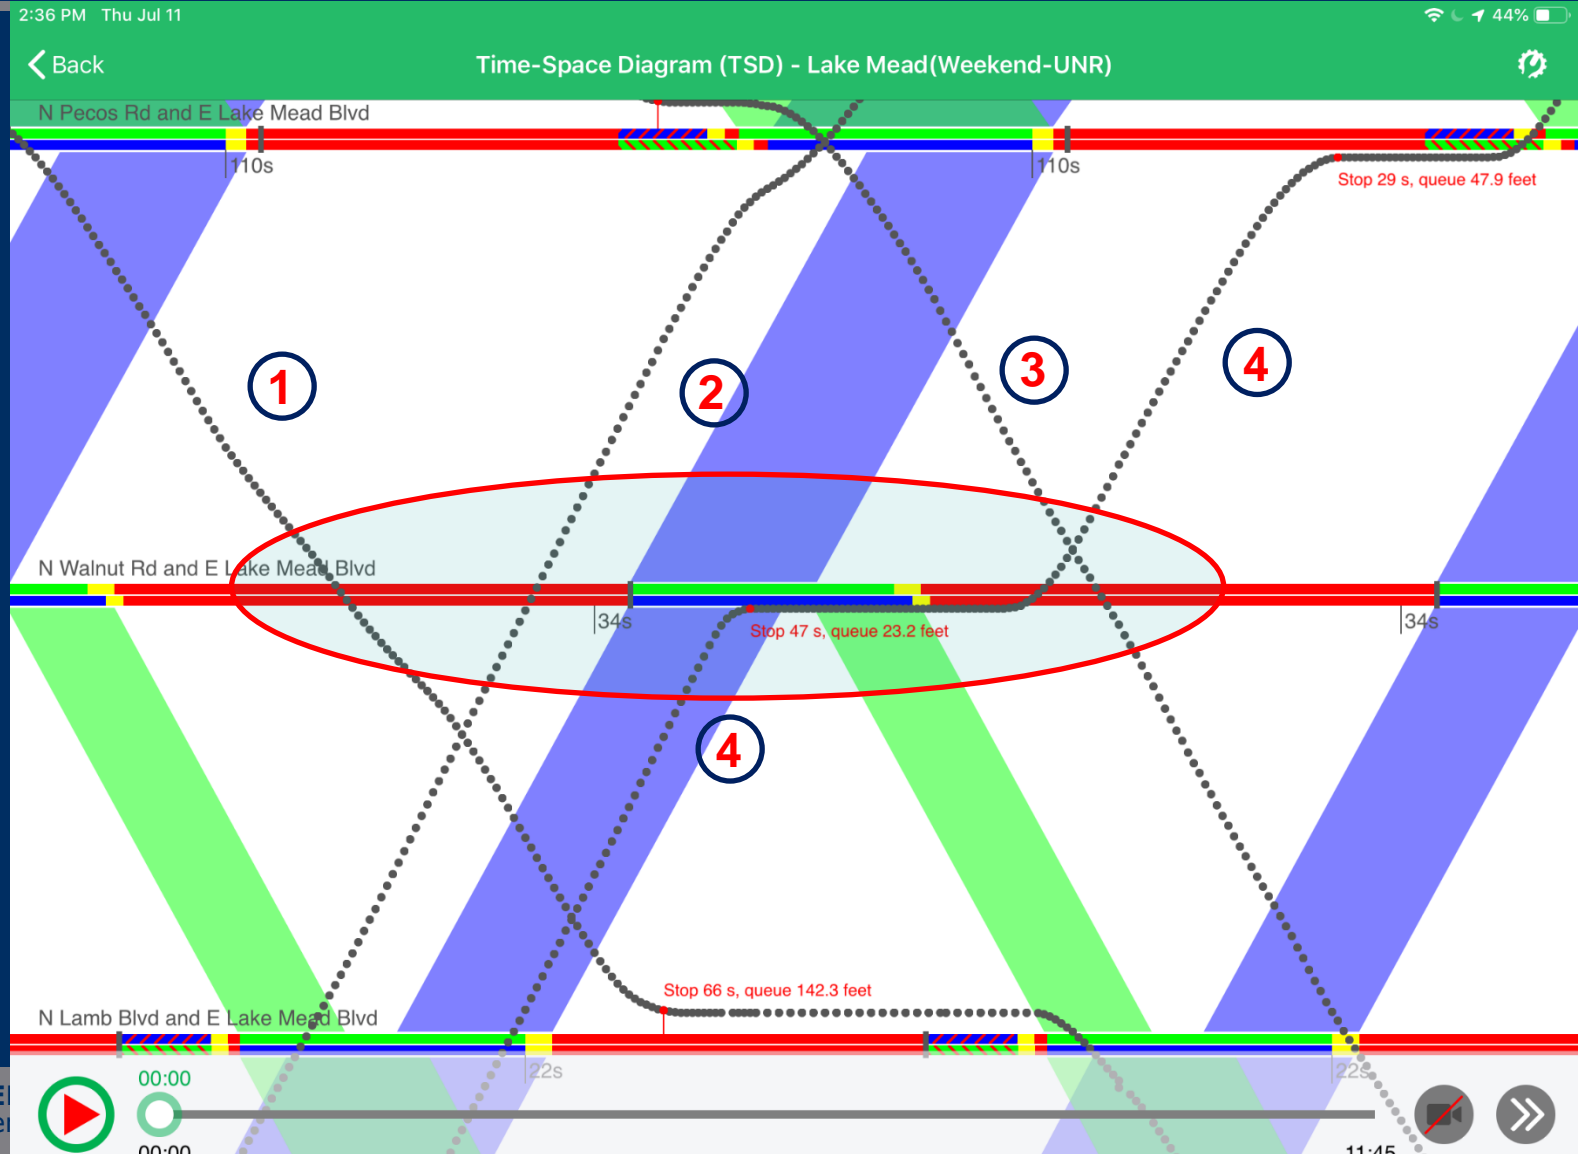 2:36 PM Thu Jul 11
44%
Back
Time-Space Diagram (TSD) - Lake Mead(Weekend-UNR)
N Pecos Rd and E Lake Mead Blvd
110s
110s
Stop 29 s, queue 47.9 feet
1
2
3
4
N Walnut Rd and E Lake Mead Blvd
34s
34s
Stop 47 s, queue 23.2 feet
4
Stop 66 s, queue 142.3 feet
N Lamb Blvd and E Lake Mead Blvd
22s
22s
00:00
00:00
11:45